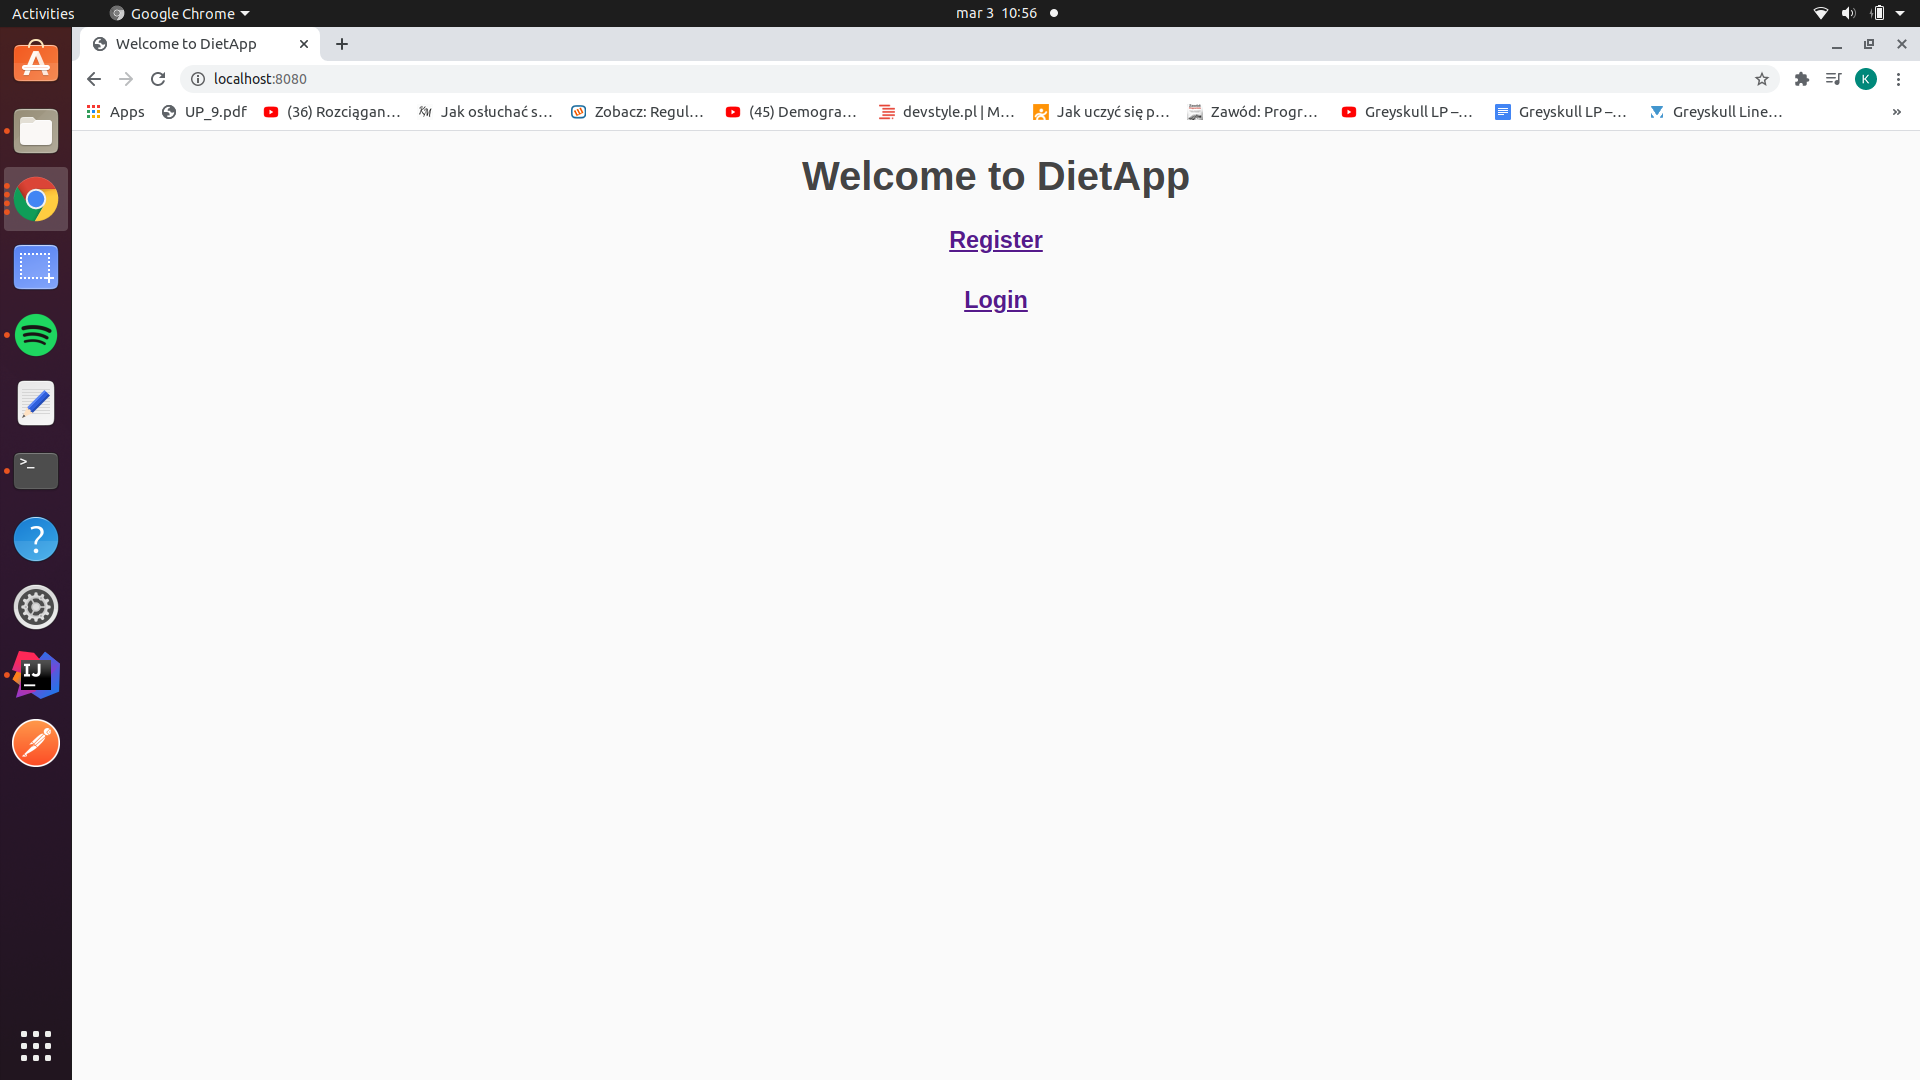 Activities
Google Chrome
mar 3 10:56
Welcome to DietApp
localhost:8080
K
Apps
UP_9.pdf
(36) Rozciągan…
Jak osłuchać s…
Zobacz: Regul…
(45) Demogra…
devstyle.pl | M…
Jak uczyć się p…
Zawód: Progr…
Greyskull LP –…
Greyskull LP –…
Greyskull Line…
»
Welcome to DietApp
Register
Login
>_
?
IJ